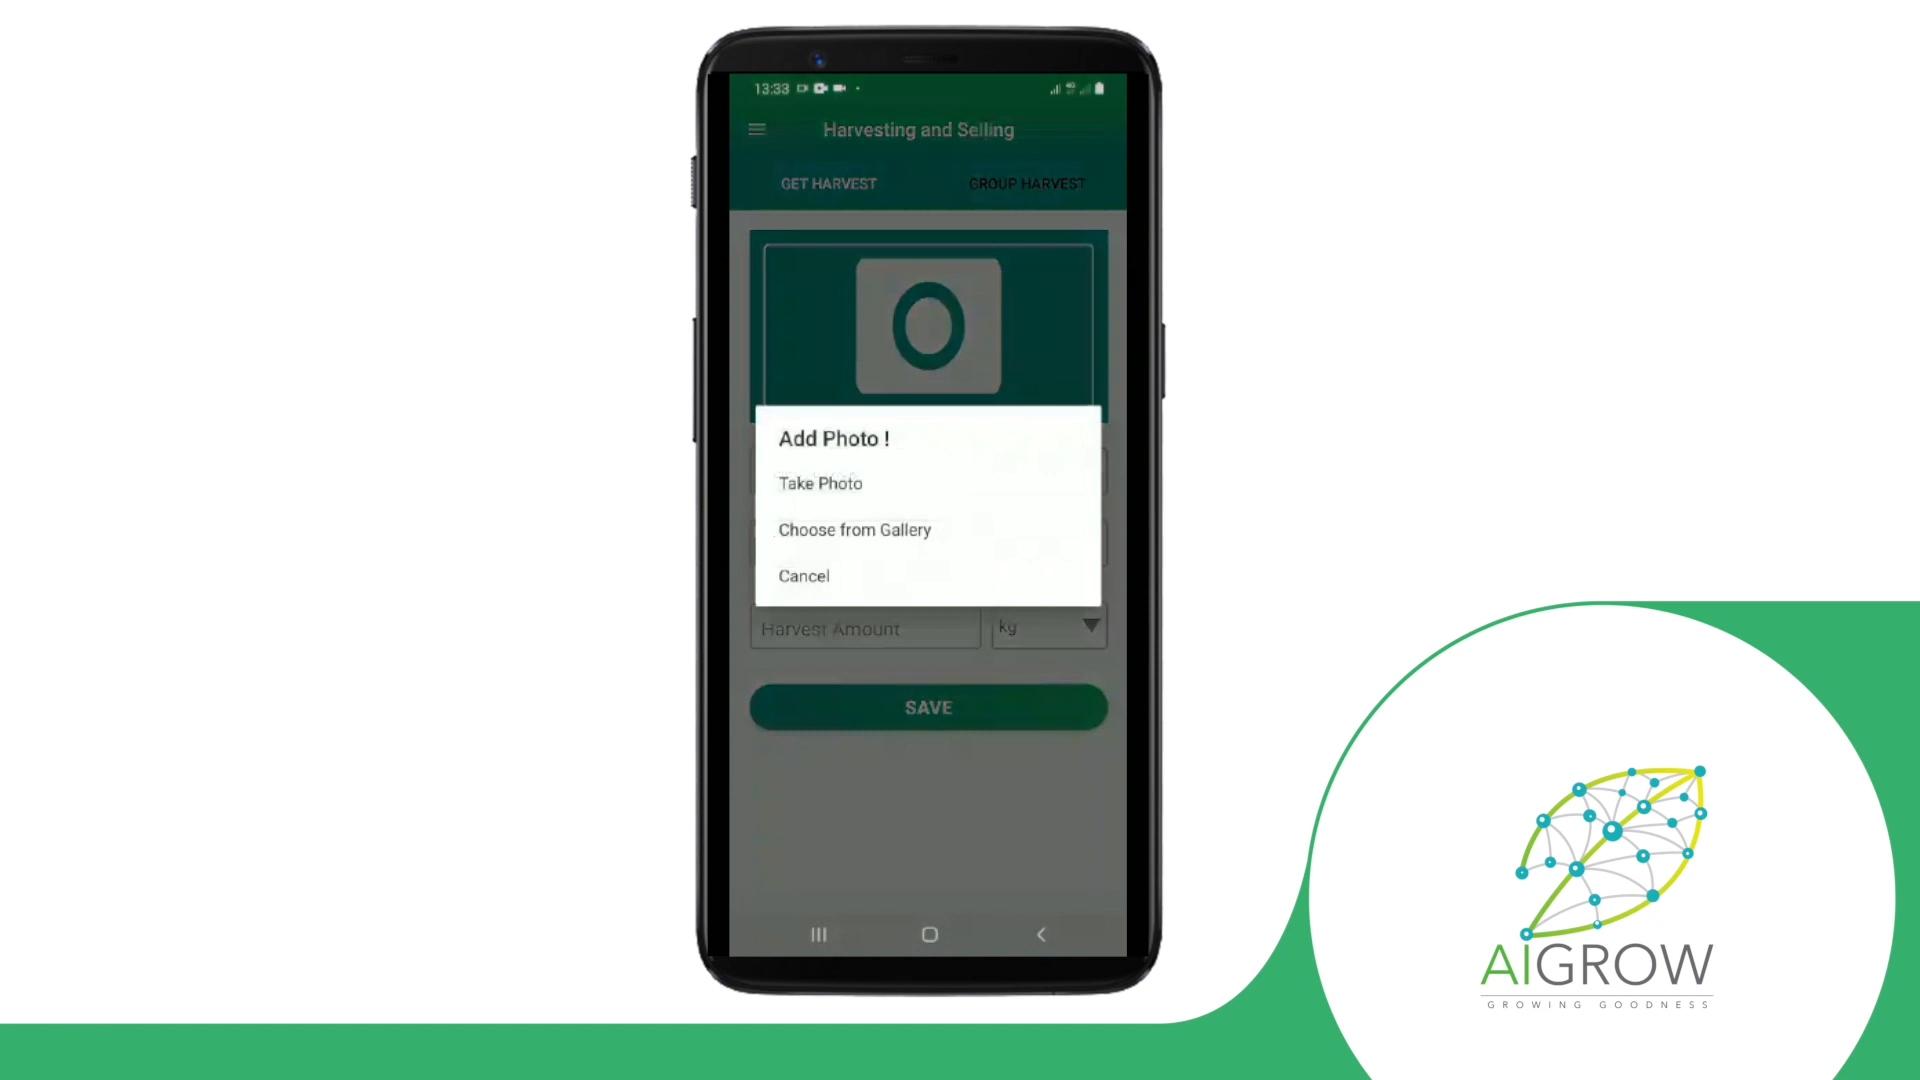 13:33
4G
Harvesting and Selling
GET HARVEST
GROUP HARVEST
Add Photo !
Take Photo
Choose from Gallery
Cancel
Harvest Amount
kg
SAVE
AIGROW
GROWING GOODNESS